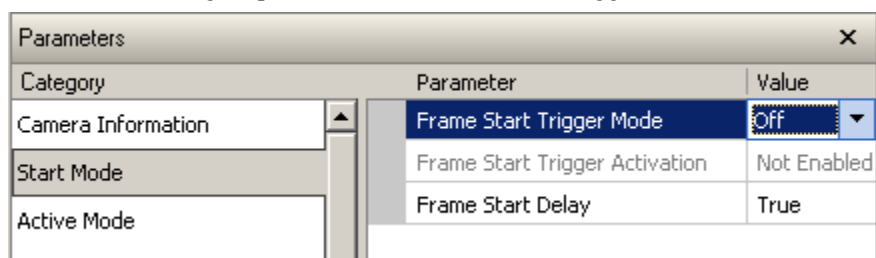 Parameters
Category Parameter Value
Camera Information Frame Start Trigger Mode Off
Start Mode Frame Start Trigger Activation Not Enabled
Active Mode Frame Start Delay True